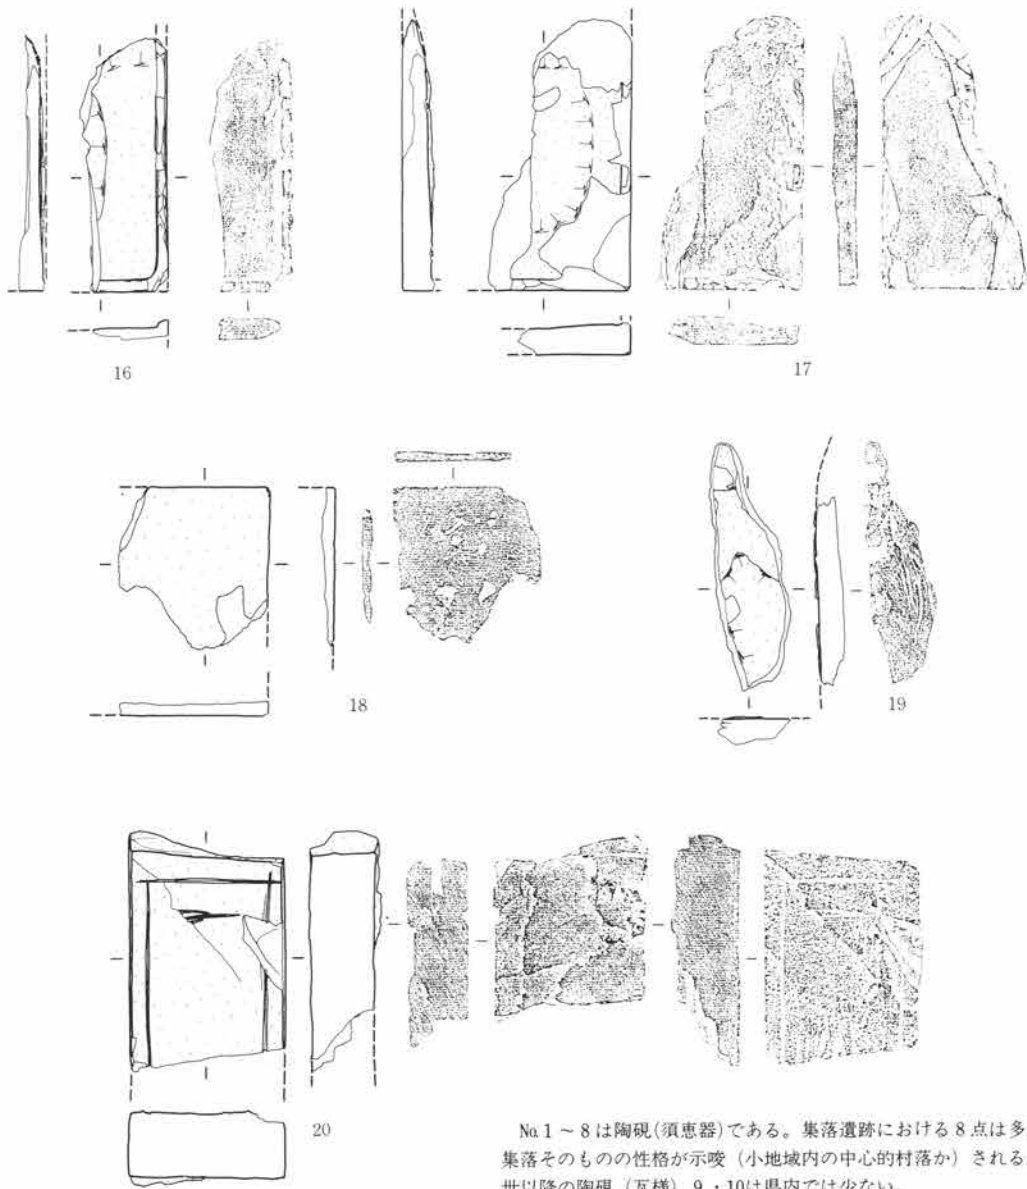 16
17
18
19
20
No.1～8は陶硯(須恵器)である。集落遺跡における8点は多
集落そのものの性格が示唆（小地域内の中心的村落か）される
世以降の陶硯（瓦様）9・10は県内では少ない。